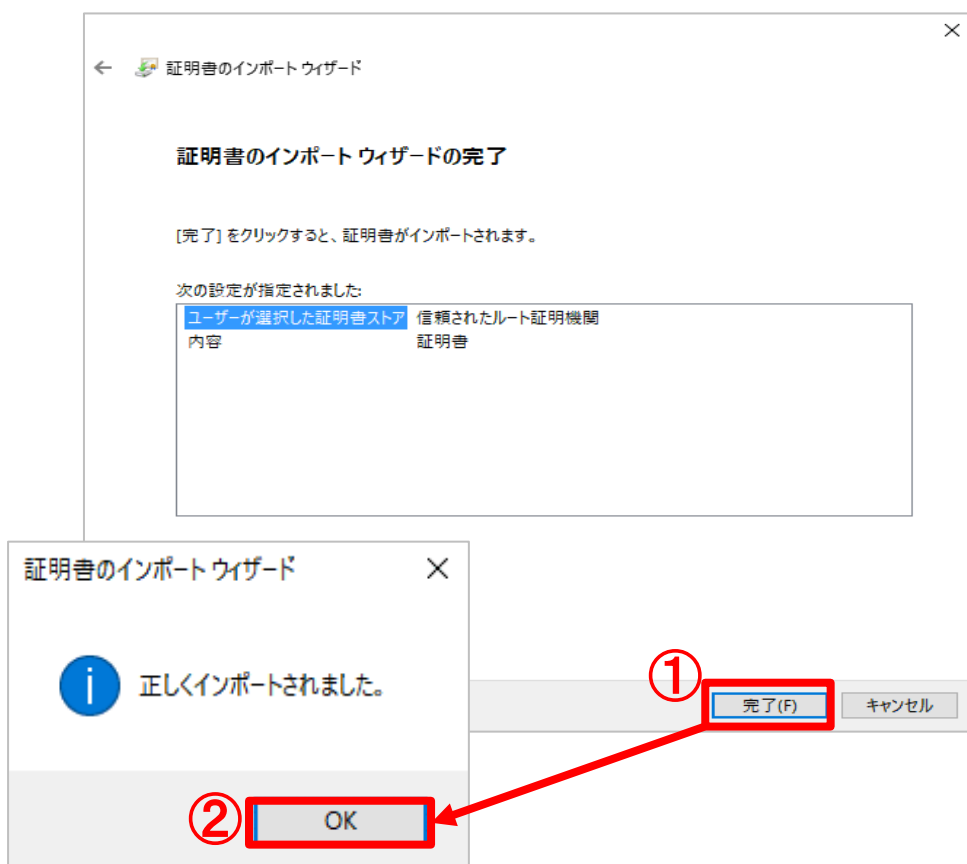 証明書のインポート ウィザード
証明書のインポート ウィザードの完了
[完了] をクリックすると、証明書がインポートされます。
次の設定が指定されました:
ユーザーが選択した証明書ストア 信頼されたルート証明機関
内容 証明書
① 完了(F) キャンセル
証明書のインポート ウィザード
正しくインポートされました。
② OK